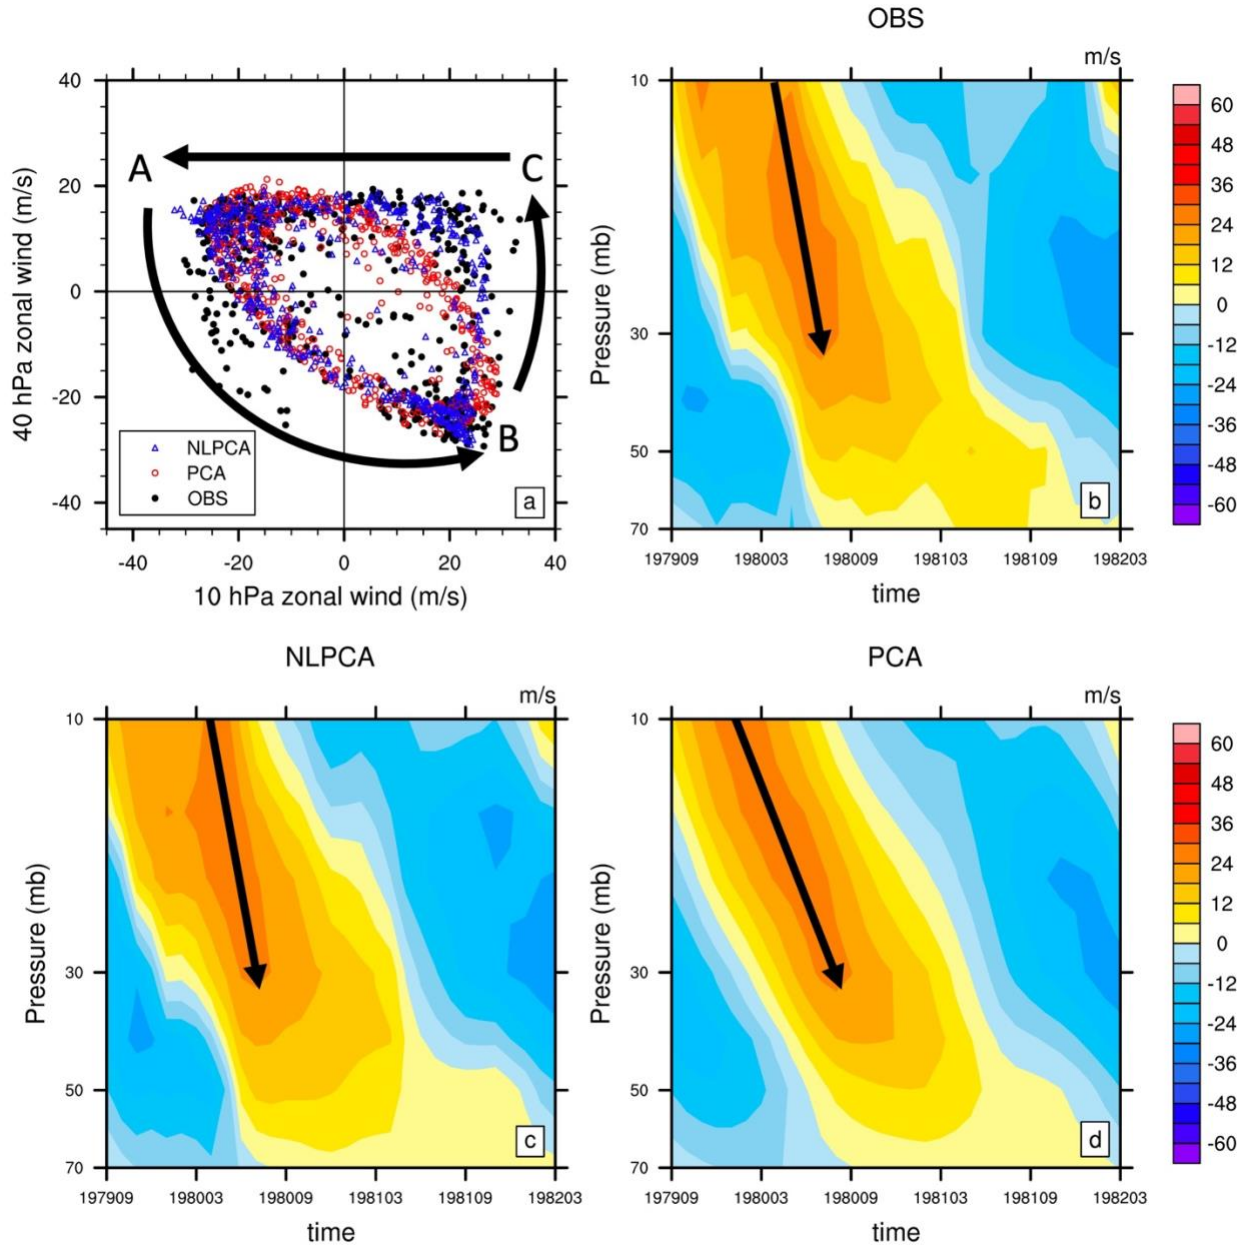 OBS
m/s
40
20
0
-20
-40
40 hPa zonal wind (m/s)
A
C
B
NLPCA
PCA
OBS
a
-40
-20
0
20
40
10 hPa zonal wind (m/s)
10
30
50
70
Pressure (mb)
b
197909
198003
198009
198103
198109
198203
time
60
48
36
24
12
0
-12
-24
-36
-48
-60
NLPCA
m/s
10
30
50
70
Pressure (mb)
c
197909
198003
198009
198103
198109
198203
time
PCA
m/s
10
30
50
70
Pressure (mb)
d
197909
198003
198009
198103
198109
198203
time
60
48
36
24
12
0
-12
-24
-36
-48
-60